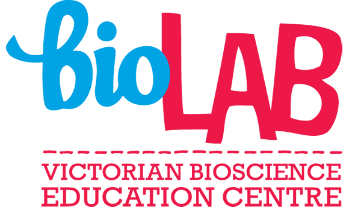 bioLAB
VICTORIAN BIOSCIENCE
EDUCATION CENTRE